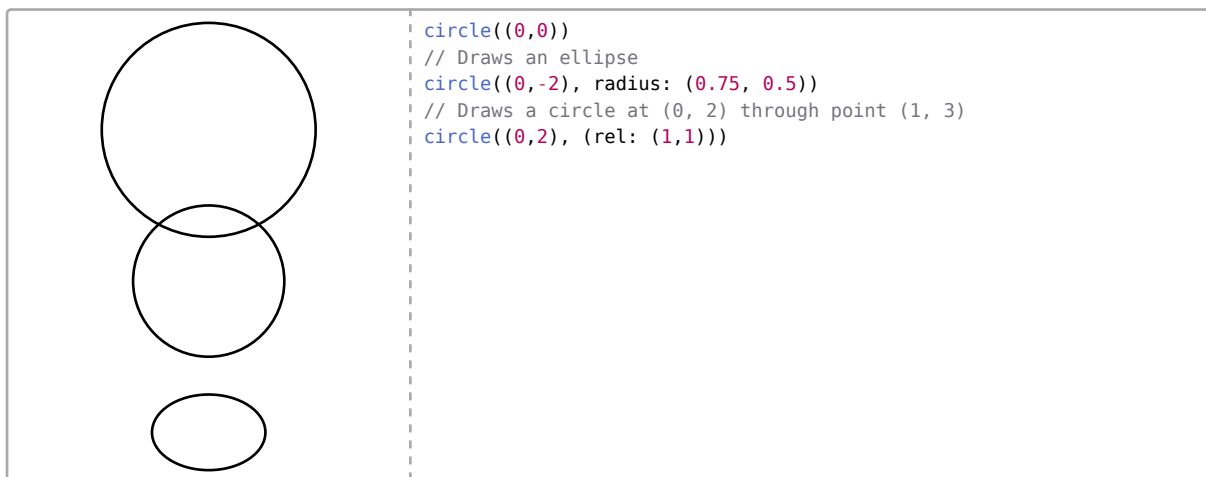 circle((0,0))
// Draws an ellipse
circle((0,-2), radius: (0.75, 0.5))
// Draws a circle at (0, 2) through point (1, 3)
circle((0,2), (rel: (1,1)))